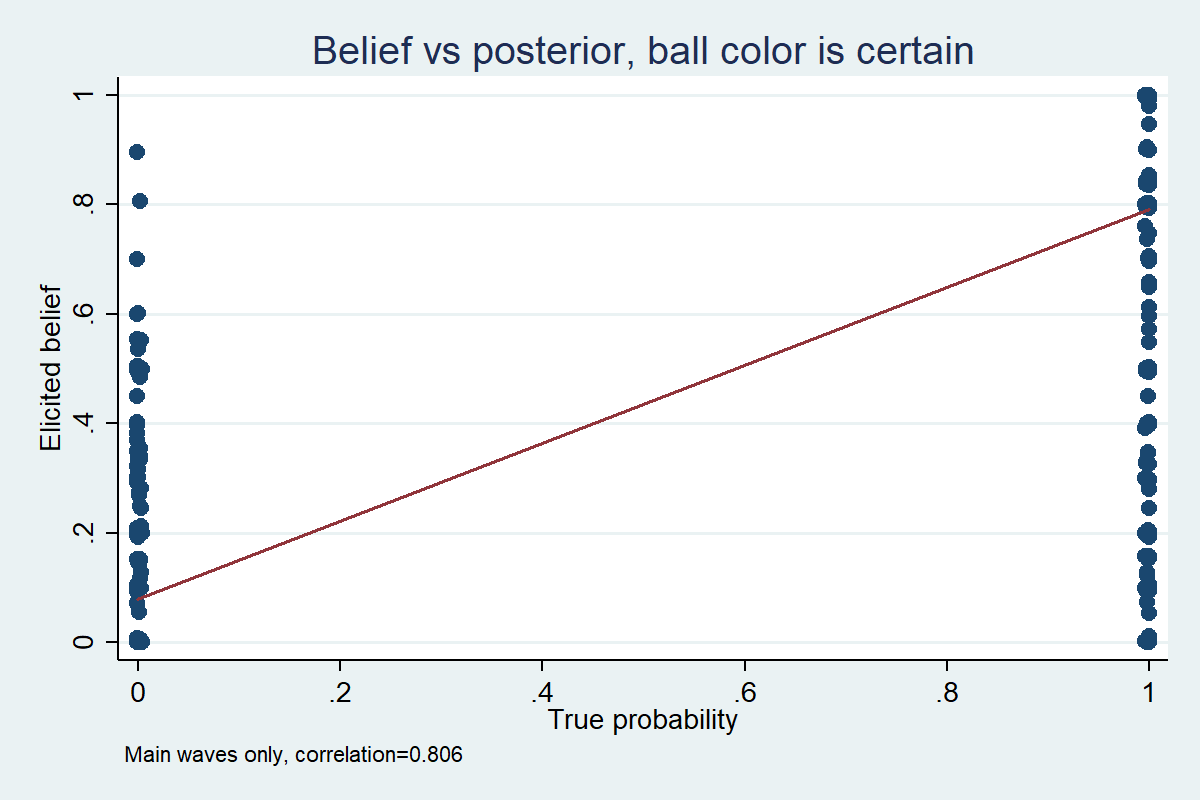 Belief vs posterior, ball color is certain
Elicited belief
1
.8
.6
.4
.2
0
0 .2 .4 .6 .8 1
True probability
Main waves only, correlation=0.806